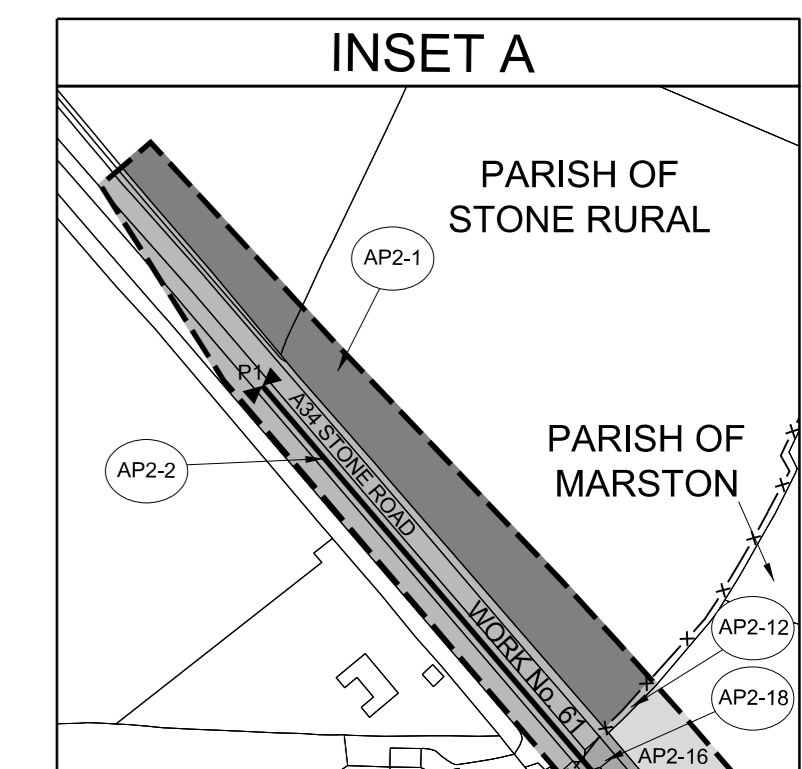 INSET A
PARISH OF
STONE RURAL
AP2-1
P1
A34 STONE ROAD
PARISH OF
MARSTON
AP2-2
WORK No. 61
AP2-12
AP2-18
AP2-16